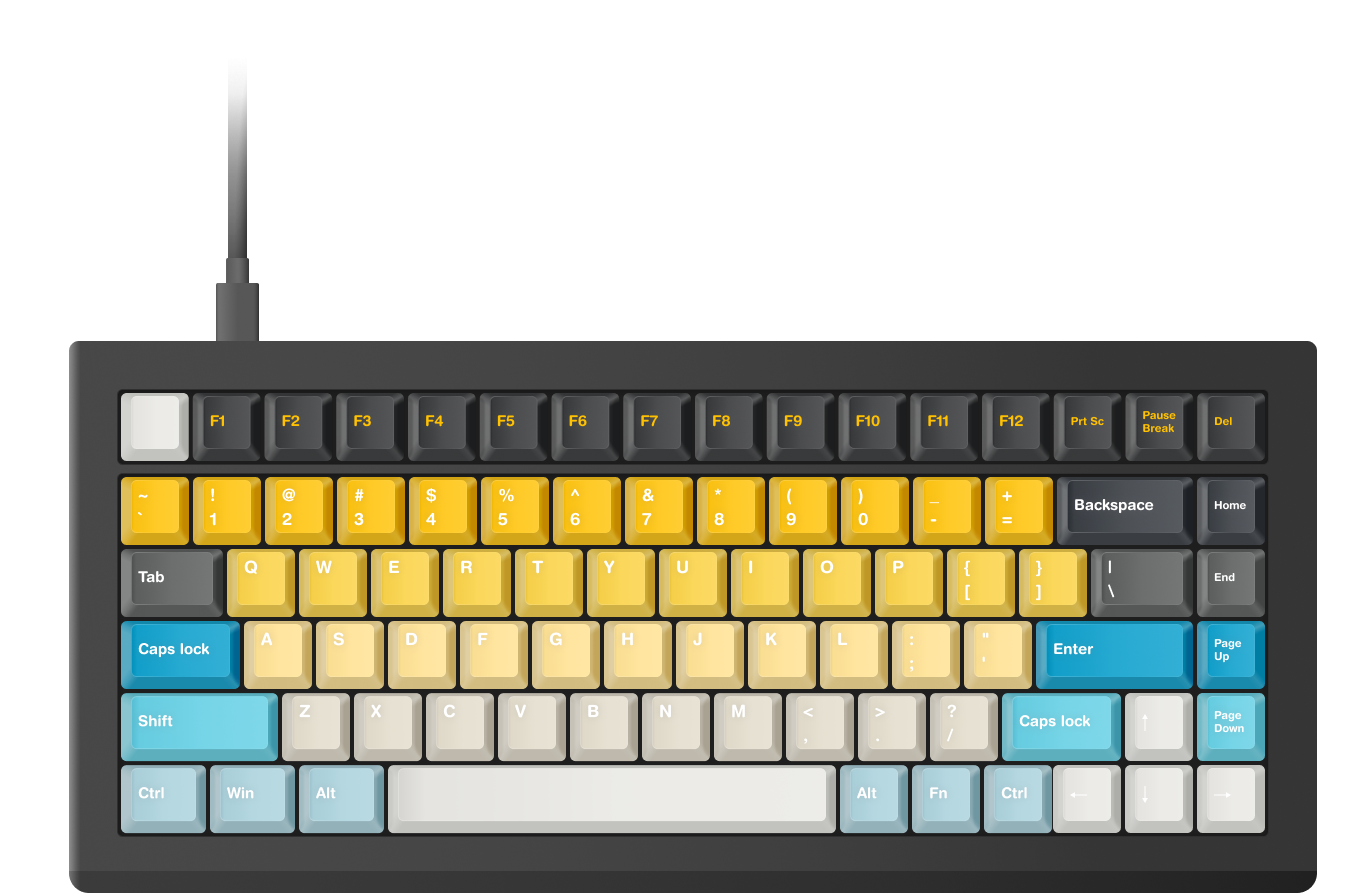 F1 F2 F3 F4 F5 F6 F7 F8 F9 F10 F11 F12 Prt Sc Pause Break Del
~ ! @ # $ % ^ & * ( ) _ +
` 1 2 3 4 5 6 7 8 9 0 - = Backspace Home
Tab Q W E R T Y U I O P { } | End
[ ] \
Caps lock A S D F G H J K L : " Enter Page Up
; '
Shift Z X C V B N M < > ? Caps lock ↑ Page Down
, . /
Ctrl Win Alt Alt Fn Ctrl ← ↓ →